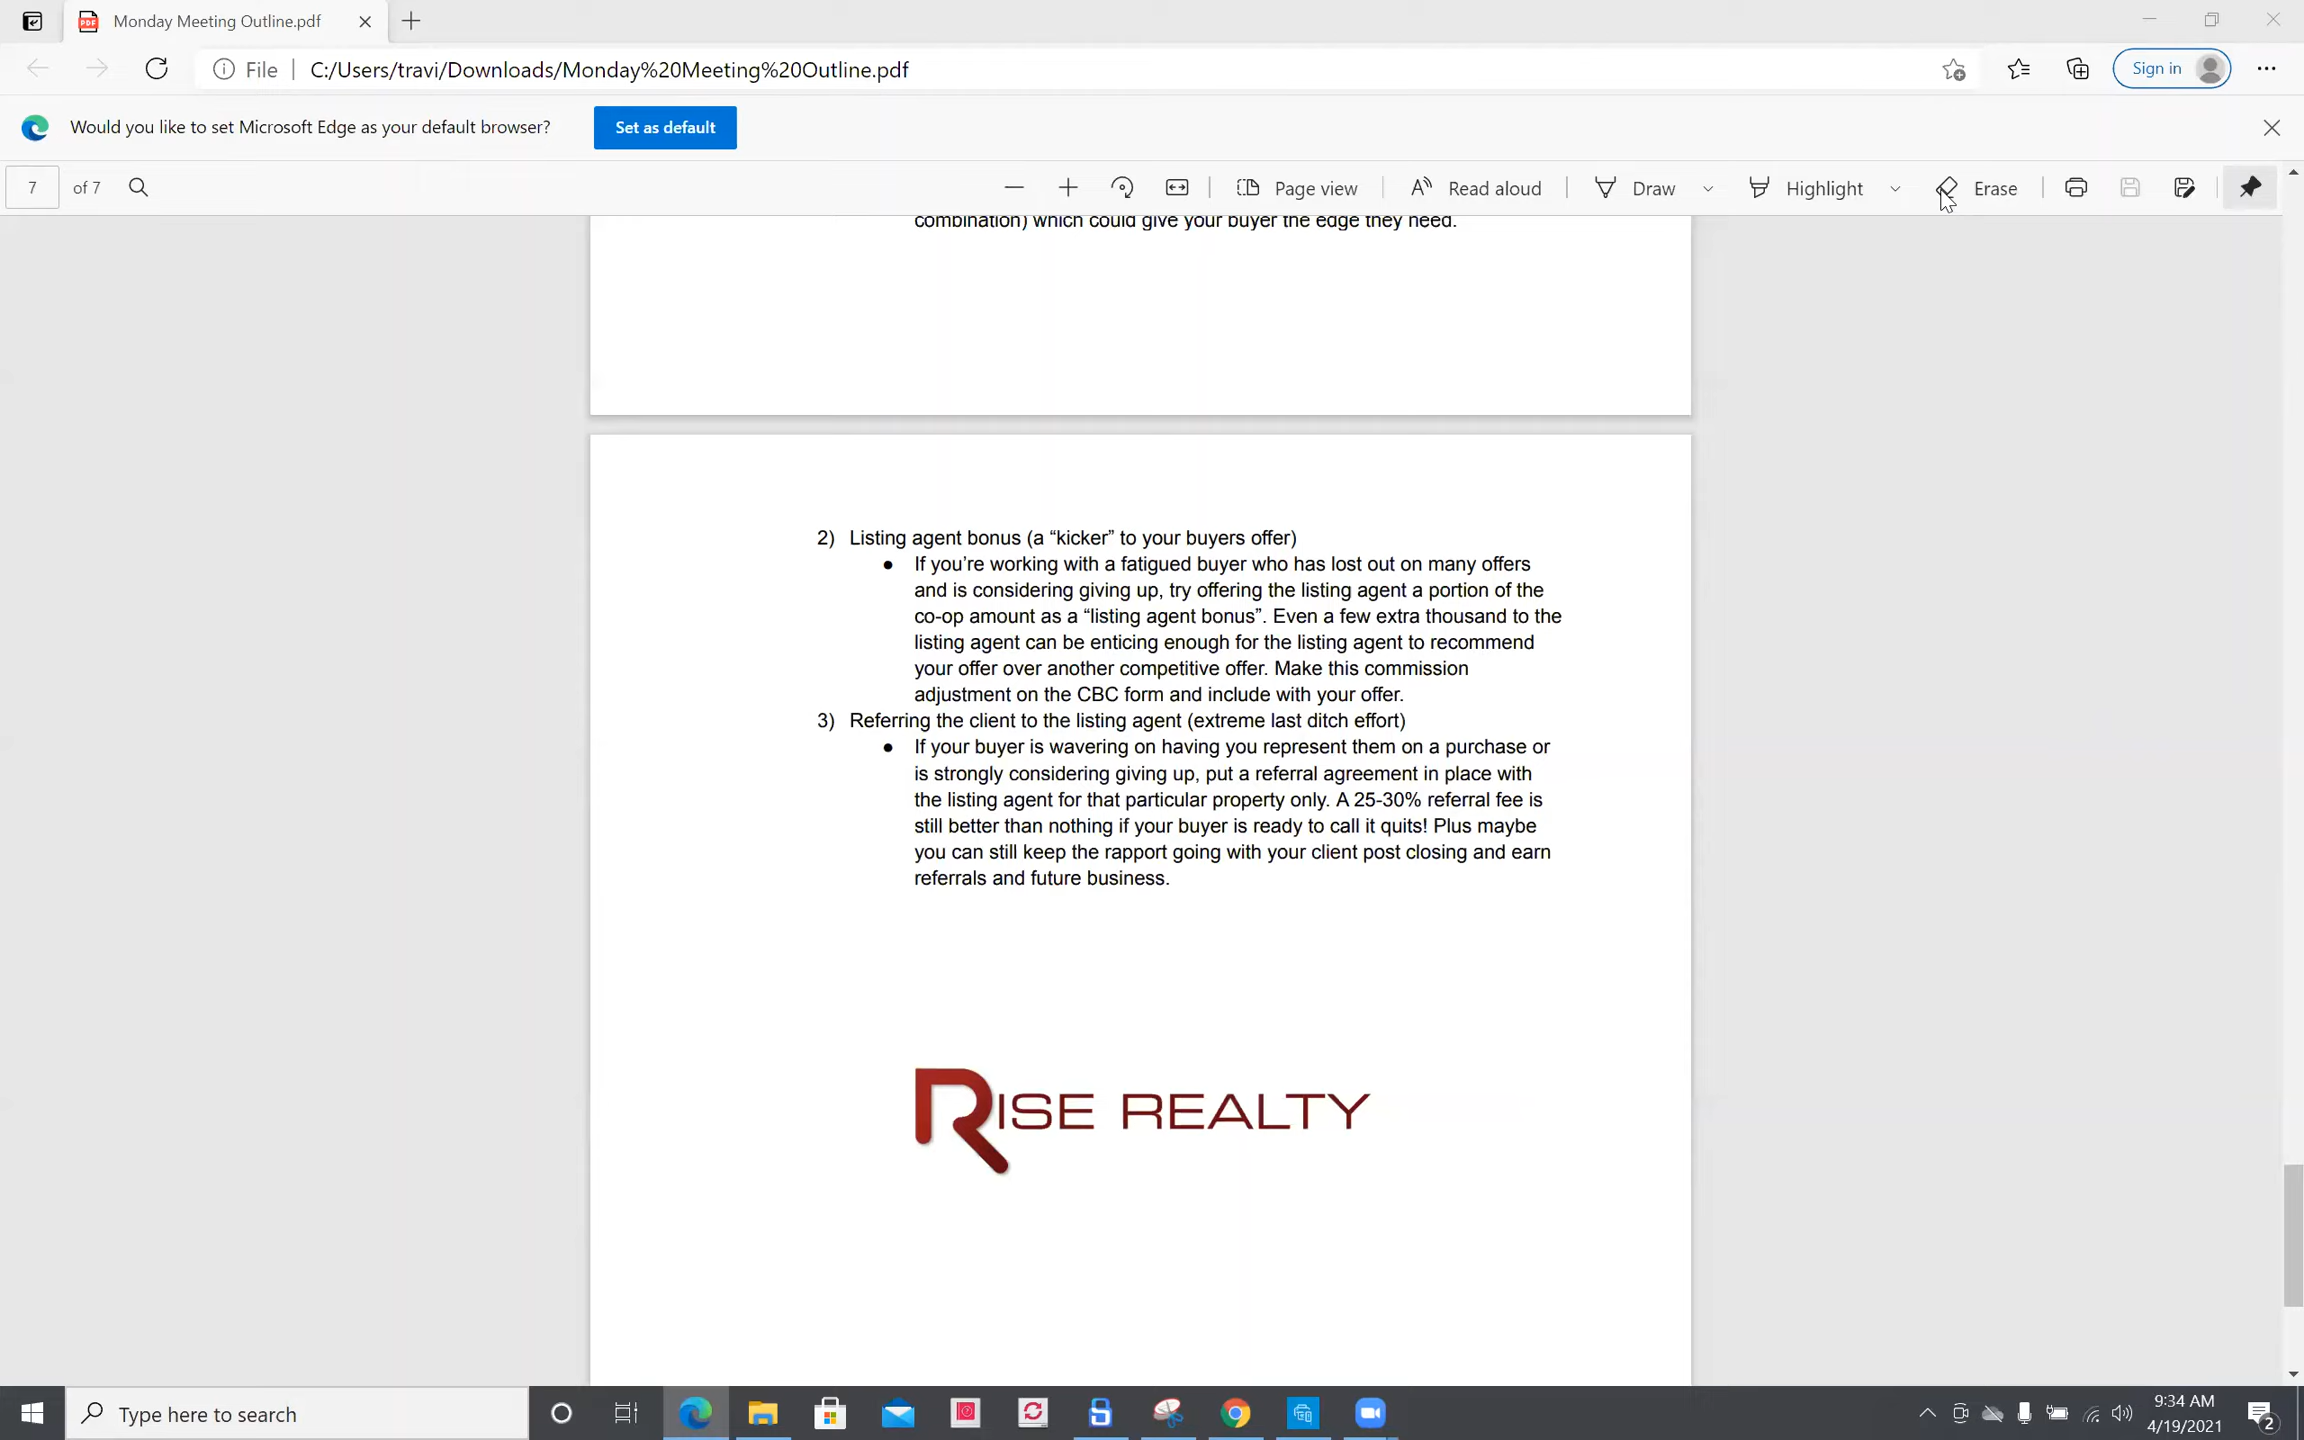 Monday Meeting Outline.pdf
File
C:/Users/travi/Downloads/Monday%20Meeting%20Outline.pdf
Sign in
Would you like to set Microsoft Edge as your default browser?
Set as default
7
of 7
Page view
Read aloud
Draw
Highlight
Erase
combination) which could give your buyer the edge they need.
2) Listing agent bonus (a “kicker” to your buyers offer)
● If you’re working with a fatigued buyer who has lost out on many offers
and is considering giving up, try offering the listing agent a portion of the
co-op amount as a “listing agent bonus”. Even a few extra thousand to the
listing agent can be enticing enough for the listing agent to recommend
your offer over another competitive offer. Make this commission
adjustment on the CBC form and include with your offer.
3) Referring the client to the listing agent (extreme last ditch effort)
● If your buyer is wavering on having you represent them on a purchase or
is strongly considering giving up, put a referral agreement in place with
the listing agent for that particular property only. A 25-30% referral fee is
still better than nothing if your buyer is ready to call it quits! Plus maybe
you can still keep the rapport going with your client post closing and earn
referrals and future business.
RISE REALTY
Type here to search
9:34 AM
4/19/2021
2